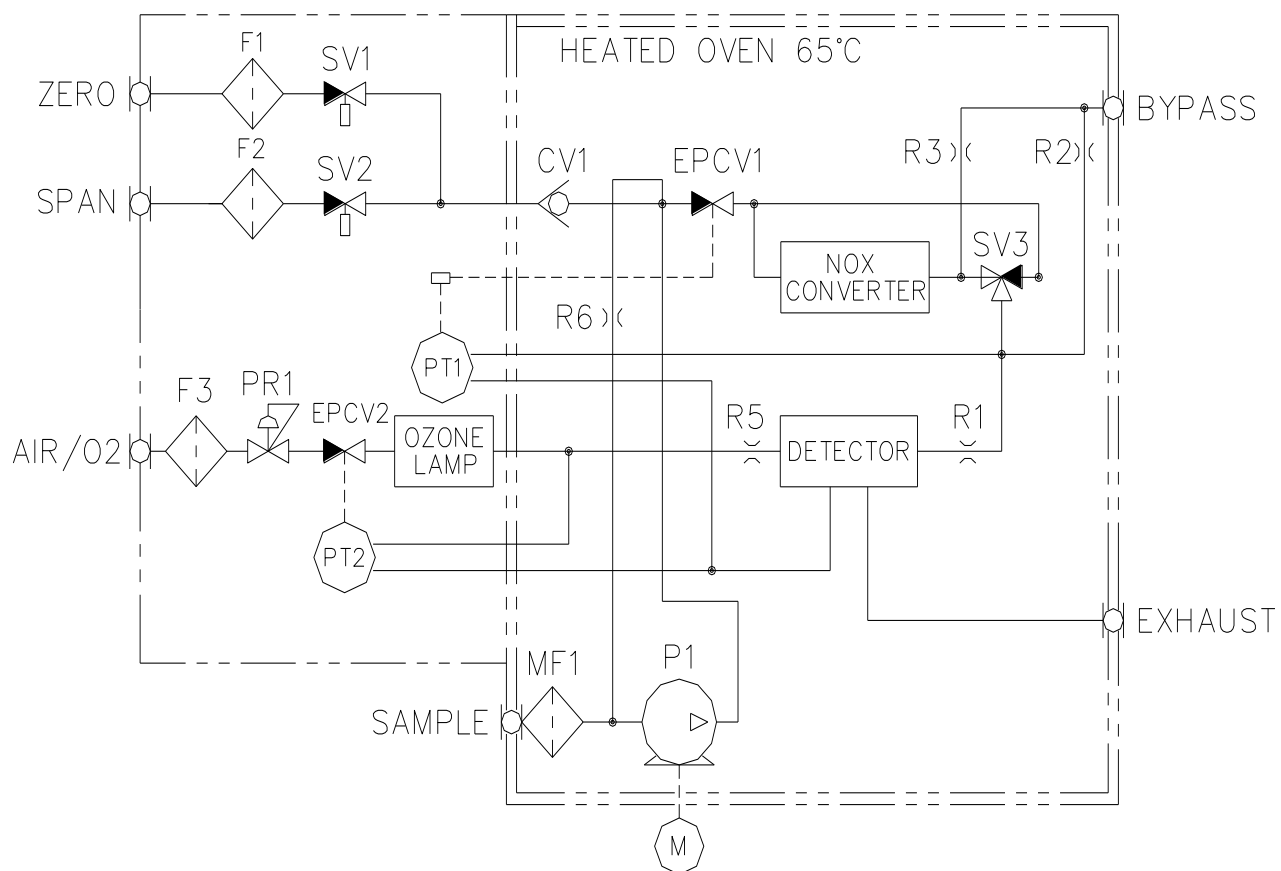 HEATED OVEN 65°C
F1
SV1
ZERO
BYPASS
F2
SV2
CV1
EPCV1
R3
R2
SPAN
SV3
NOX
CONVERTER
R6
PT1
F3
PR1
EPCV2
R5
R1
AIR/O2
OZONE
LAMP
DETECTOR
PT2
EXHAUST
MF1
P1
SAMPLE
M